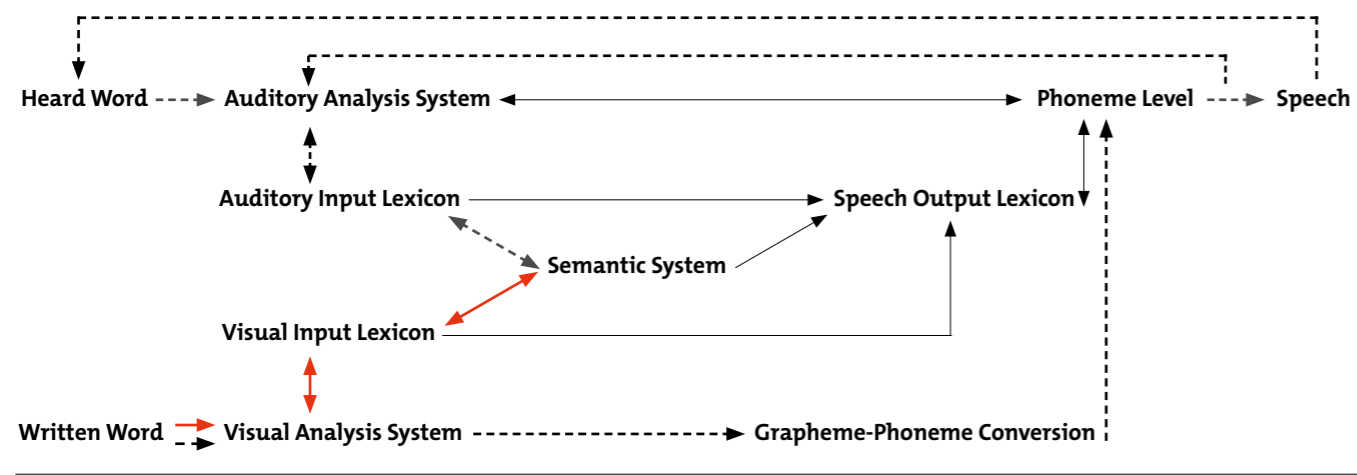 Heard Word Auditory Analysis System Phoneme Level Speech
Auditory Input Lexicon Speech Output Lexicon
Semantic System
Visual Input Lexicon
Written Word Visual Analysis System Grapheme-Phoneme Conversion